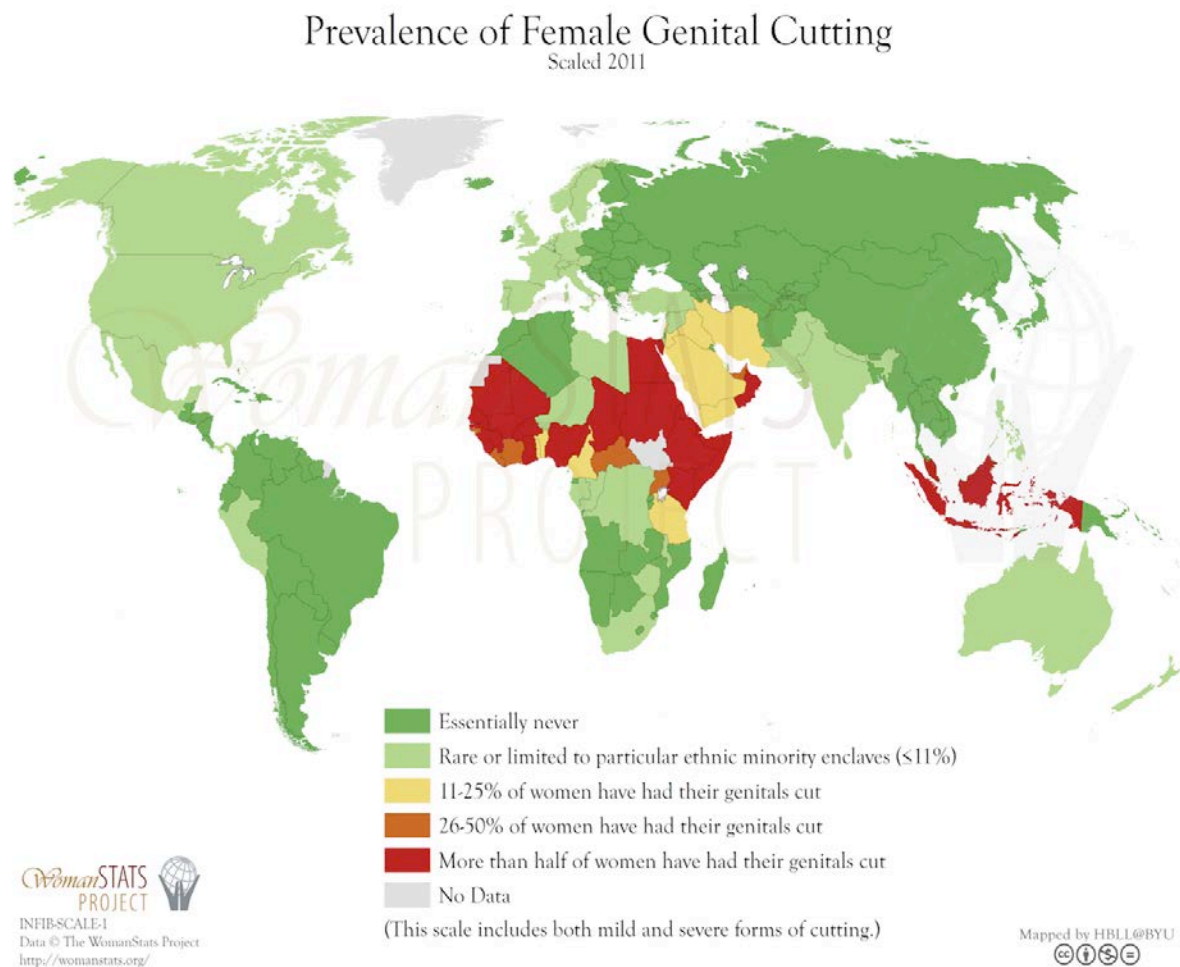 Prevalence of Female Genital Cutting
Scaled 2011
WomanSTATS
PROJECT
Essentially never
Rare or limited to particular ethnic minority enclaves (≤11%)
11-25% of women have had their genitals cut
26-50% of women have had their genitals cut
More than half of women have had their genitals cut
No Data
(This scale includes both mild and severe forms of cutting.)
WomanSTATS
PROJECT
INFIB-SCALE-1
Data © The WomanStats Project
http://womanstats.org/
Mapped by HBLL@BYU
cc